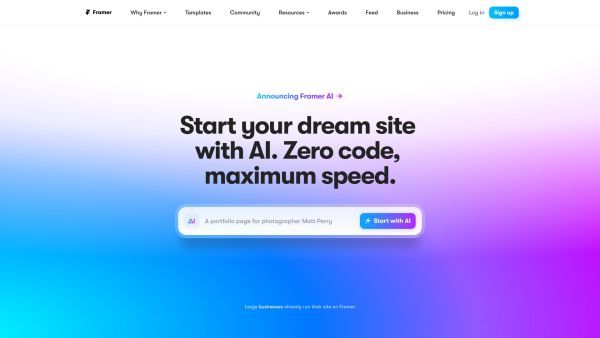 Framer Why Framer Templates Community Resources Awards Feed Business Pricing Log in Sign up
Announcing Framer AI →
Start your dream site
with AI. Zero code,
maximum speed.
AI A portfolio page for photographer Matt Perry Start with AI
Large businesses already run their site on Framer